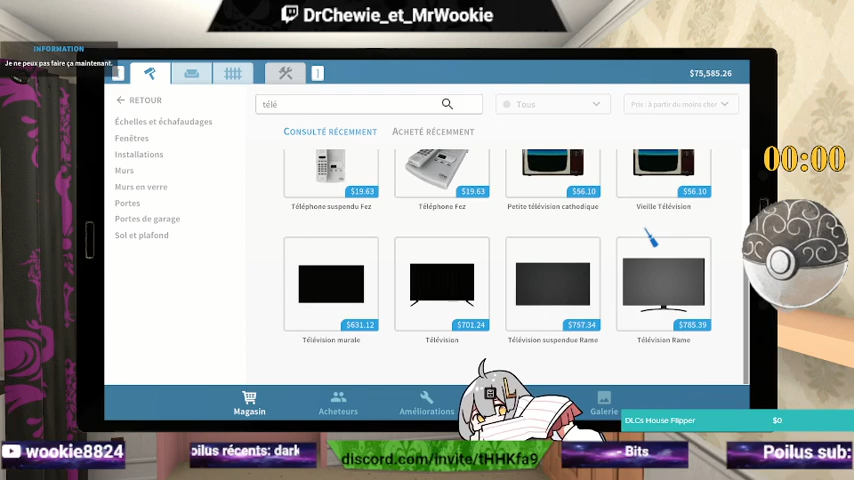 DrChewie_et_MrWookie
INFORMATION
Je ne peux pas faire ça maintenant.
$75,585.26
RETOUR
télé
Tous
Prix : à partir du moins cher
Échelles et échafaudages
Fenêtres
Installations
Murs
Murs en verre
Portes
Portes de garage
Sol et plafond
CONSULTÉ RÉCEMMENT
ACHETÉ RÉCEMMENT
$19.63
$19.63
$56.10
$56.10
Téléphone suspendu Fez
Téléphone Fez
Petite télévision cathodique
Vieille Télévision
$631.12
$701.24
$757.34
$785.39
Télévision murale
Télévision
Télévision suspendue Rame
Télévision Rame
00:00
Magasin
Acheteurs
Améliorations
Galerie
DLCs House Flipper
$0
wookie8824
oilus récents: dark
discord.com/invite/tHHKfa9
Bits
Poilus sub: